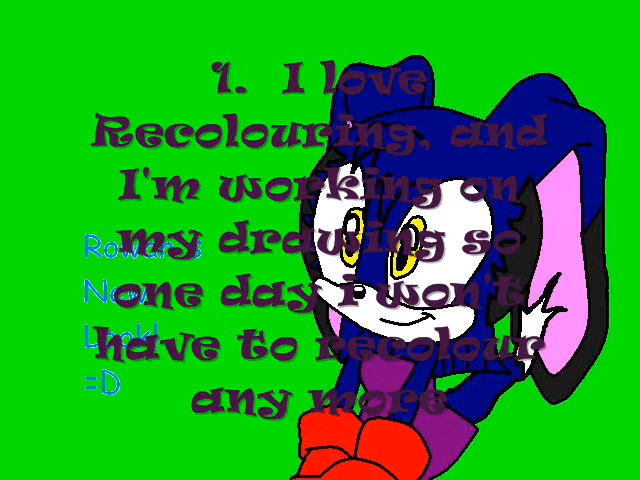 1. I love
Recolouring, and
I'm working on
my drawing so
one day i won't
have to recolour
any more
Rowan's
New
Look!
=D